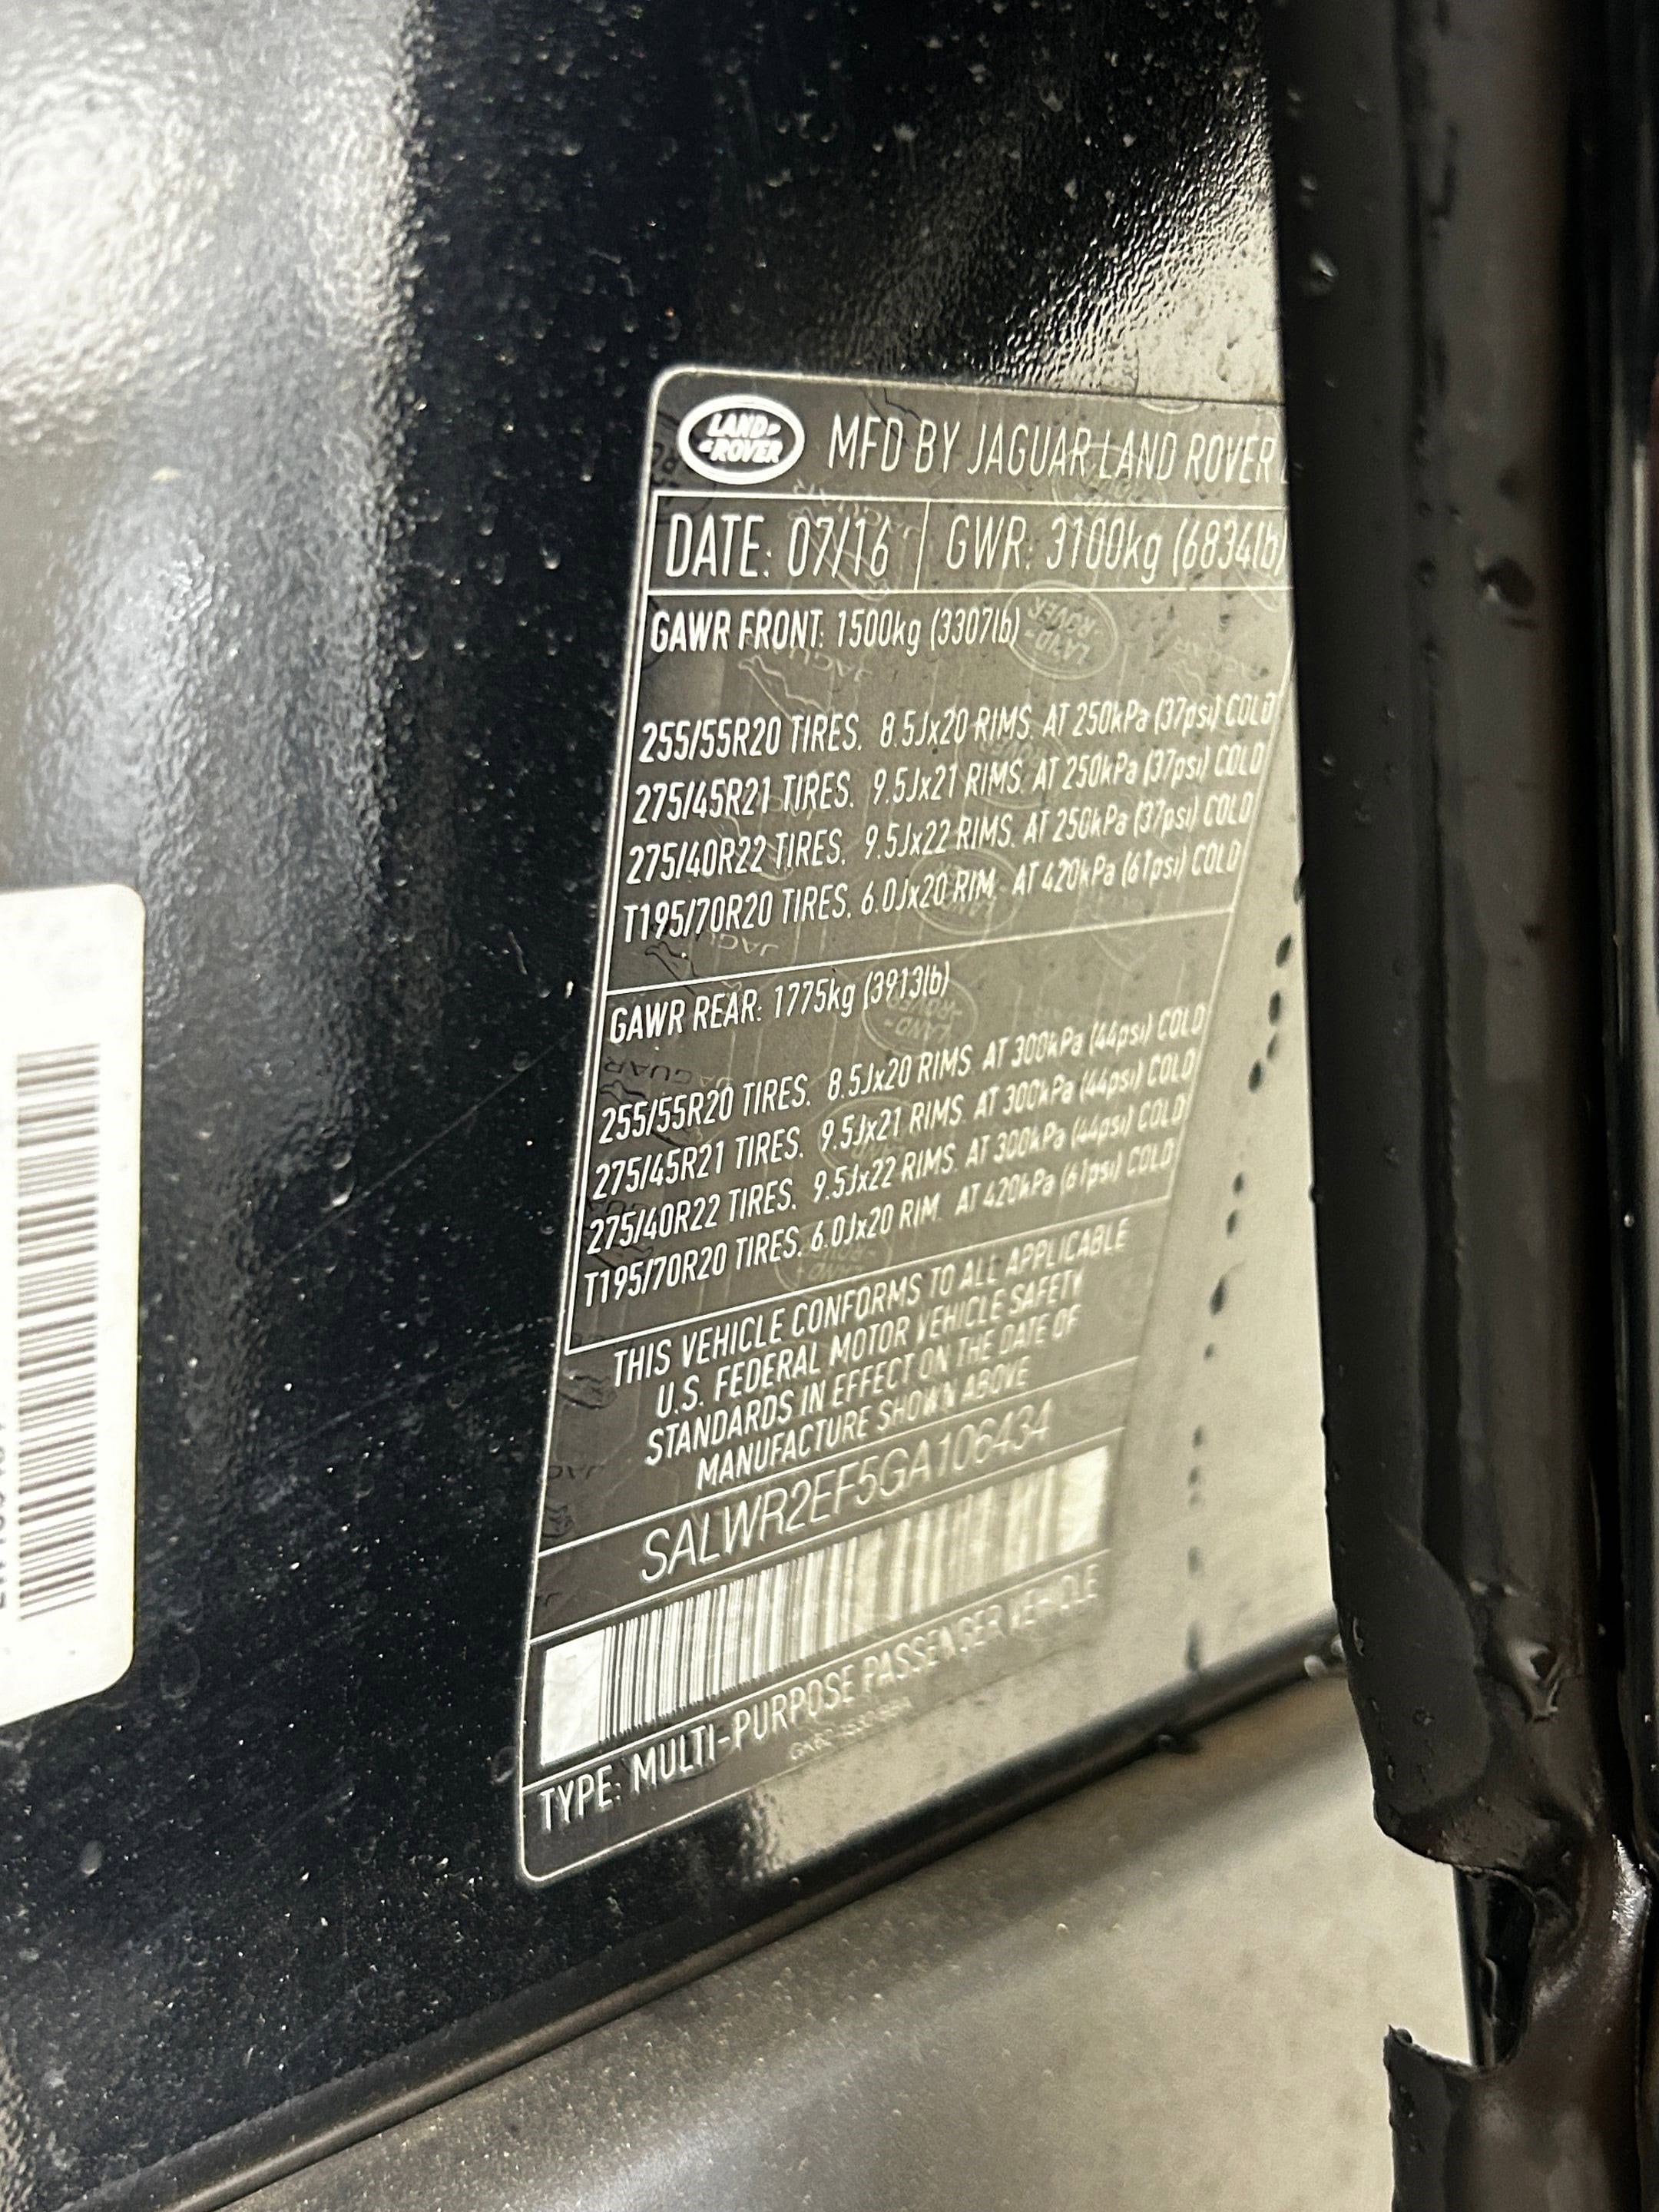 LAND ROVER
MFD BY JAGUAR LAND ROVER
DATE: 07/16 GWR: 3100kg (6834lb)
GAWR FRONT: 1500kg (3307lb)
255/55R20 TIRES. 8.5Jx20 RIMS. AT 250kPa (37psi) COLD
275/45R21 TIRES. 9.5Jx21 RIMS. AT 250kPa (37psi) COLD
275/40R22 TIRES. 9.5Jx22 RIMS. AT 250kPa (37psi) COLD
T195/70R20 TIRES. 6.0Jx20 RIM. AT 420kPa (61psi) COLD
GAWR REAR: 1775kg (3913lb)
255/55R20 TIRES. 8.5Jx20 RIMS. AT 300kPa (44psi) COLD
275/45R21 TIRES. 9.5Jx21 RIMS. AT 300kPa (44psi) COLD
275/40R22 TIRES. 9.5Jx22 RIMS. AT 300kPa (44psi) COLD
T195/70R20 TIRES. 6.0Jx20 RIM. AT 420kPa (61psi) COLD
THIS VEHICLE CONFORMS TO ALL APPLICABLE
U.S. FEDERAL MOTOR VEHICLE SAFETY
STANDARDS IN EFFECT ON THE DATE OF
MANUFACTURE SHOWN ABOVE
SALWR2EF5GA106434
TYPE: MULTI-PURPOSE PASSENGER VEHICLE